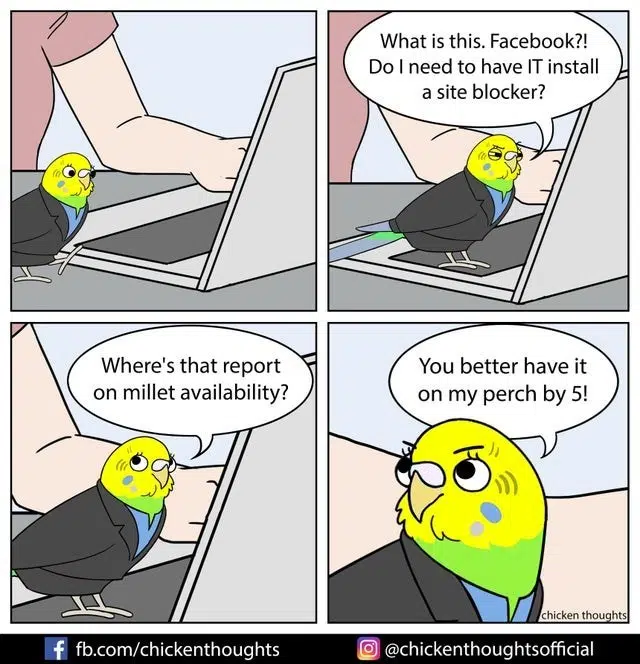 What is this. Facebook?!
Do I need to have IT install
a site blocker?
Where's that report
on millet availability?
You better have it
on my perch by 5!
chicken thoughts
f fb.com/chickenthoughts
@chickenthoughtsofficial